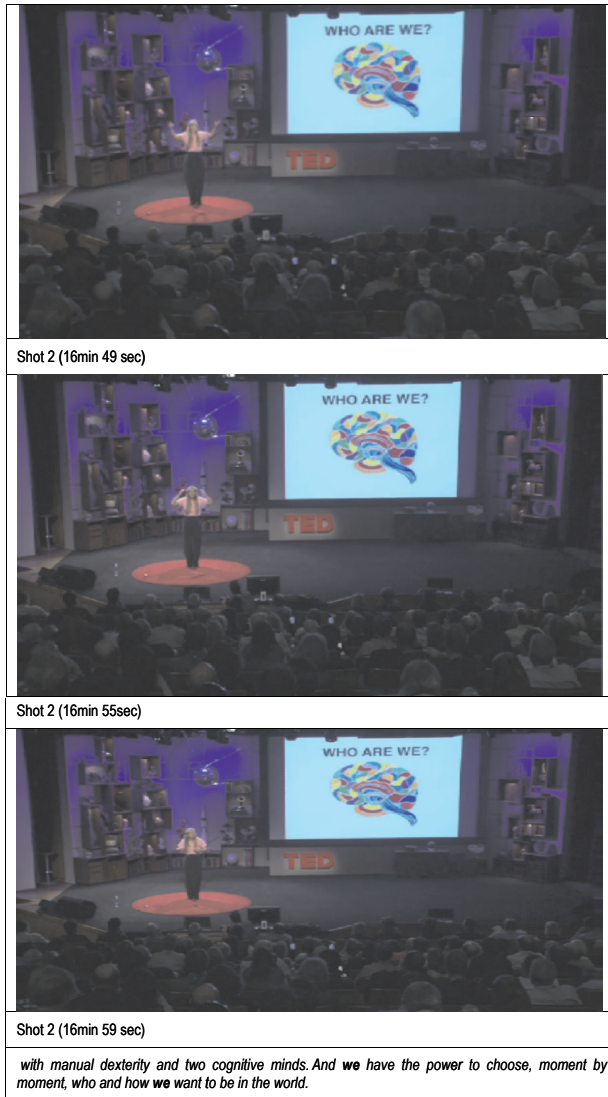 WHO ARE WE?
TED
Shot 2 (16min 49 sec)
WHO ARE WE?
TED
Shot 2 (16min 55sec)
WHO ARE WE?
TED
Shot 2 (16min 59 sec)
with manual dexterity and two cognitive minds. And we have the power to choose, moment by
moment, who and how we want to be in the world.